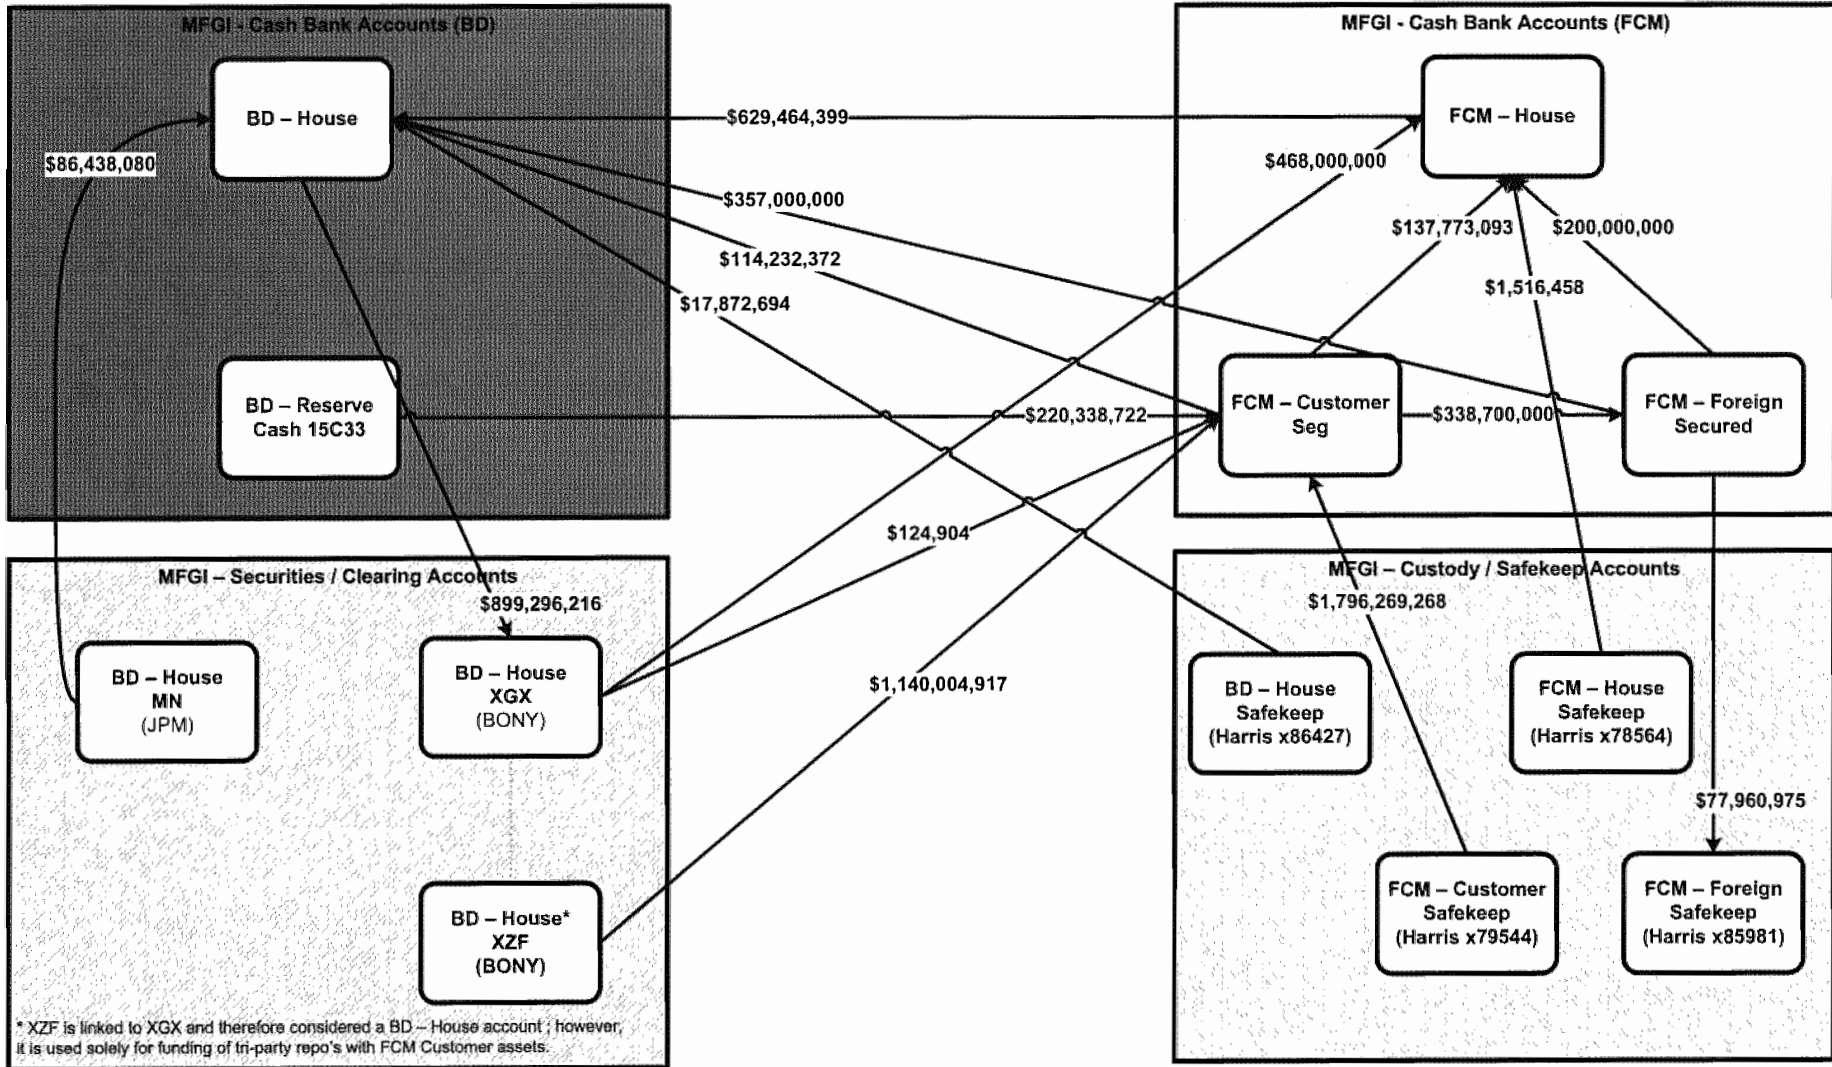 MFGI - Cash Bank Accounts (BD)
BD – House
$86,438,080
BD – Reserve
Cash 15C33
MFGI - Cash Bank Accounts (FCM)
FCM – House
$629,464,399
$468,000,000
$357,000,000
$137,773,093
$200,000,000
$114,232,372
$1,516,458
$17,872,694
FCM – Customer
Seg
$220,338,722
$338,700,000
FCM – Foreign
Secured
$124,904
MFGI – Securities / Clearing Accounts
$899,296,216
BD – House
MN
(JPM)
BD – House
XGX
(BONY)
$1,140,004,917
BD – House*
XZF
(BONY)
* XZF is linked to XGX and therefore considered a BD – House account ; however,
it is used solely for funding of tri-party repo's with FCM Customer assets.
MFGI – Custody / Safekeep Accounts
$1,796,269,268
BD – House
Safekeep
(Harris x86427)
FCM – House
Safekeep
(Harris x78564)
$77,960,975
FCM – Customer
Safekeep
(Harris x79544)
FCM – Foreign
Safekeep
(Harris x85981)